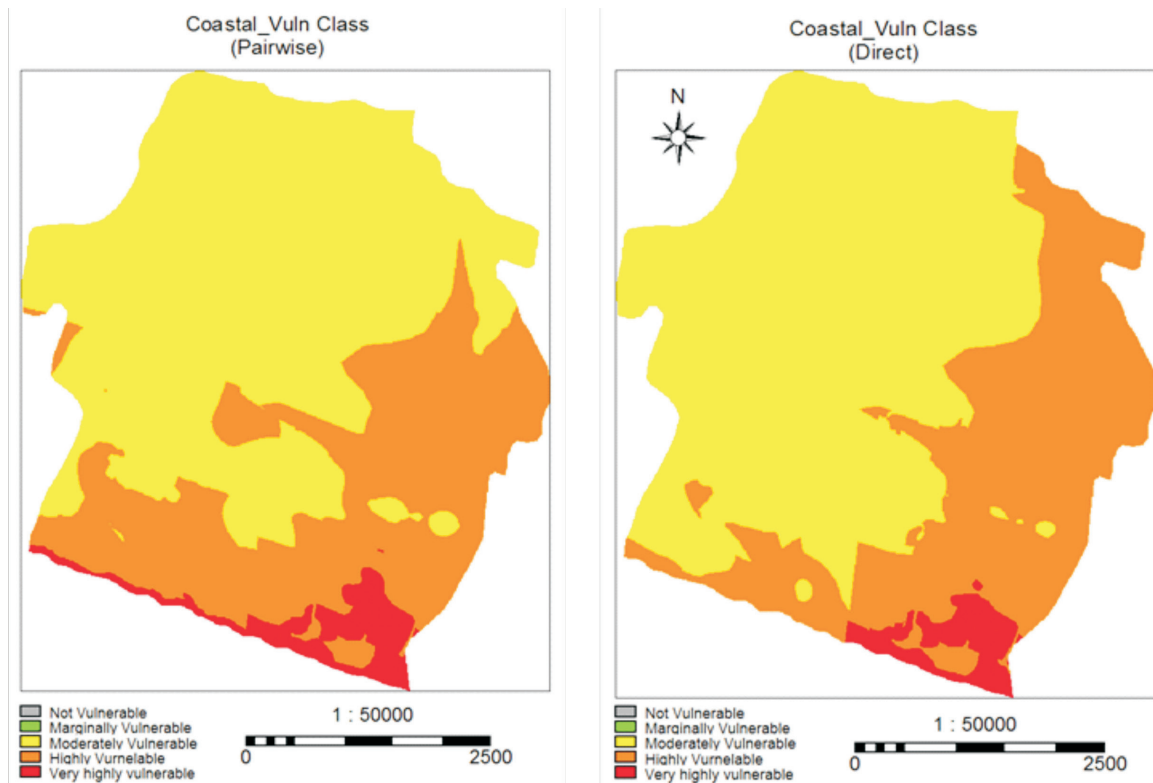 Coastal_Vuln Class
(Pairwise)
Not Vulnerable
Marginally Vulnerable
Moderately Vulnerable
Highly Vurnelable
Very highly vulnerable
1 : 50000
0 2500
Coastal_Vuln Class
(Direct)
N
Not Vulnerable
Marginally Vulnerable
Moderately Vulnerable
Highly Vurnelable
Very highly vulnerable
1 : 50000
0 2500